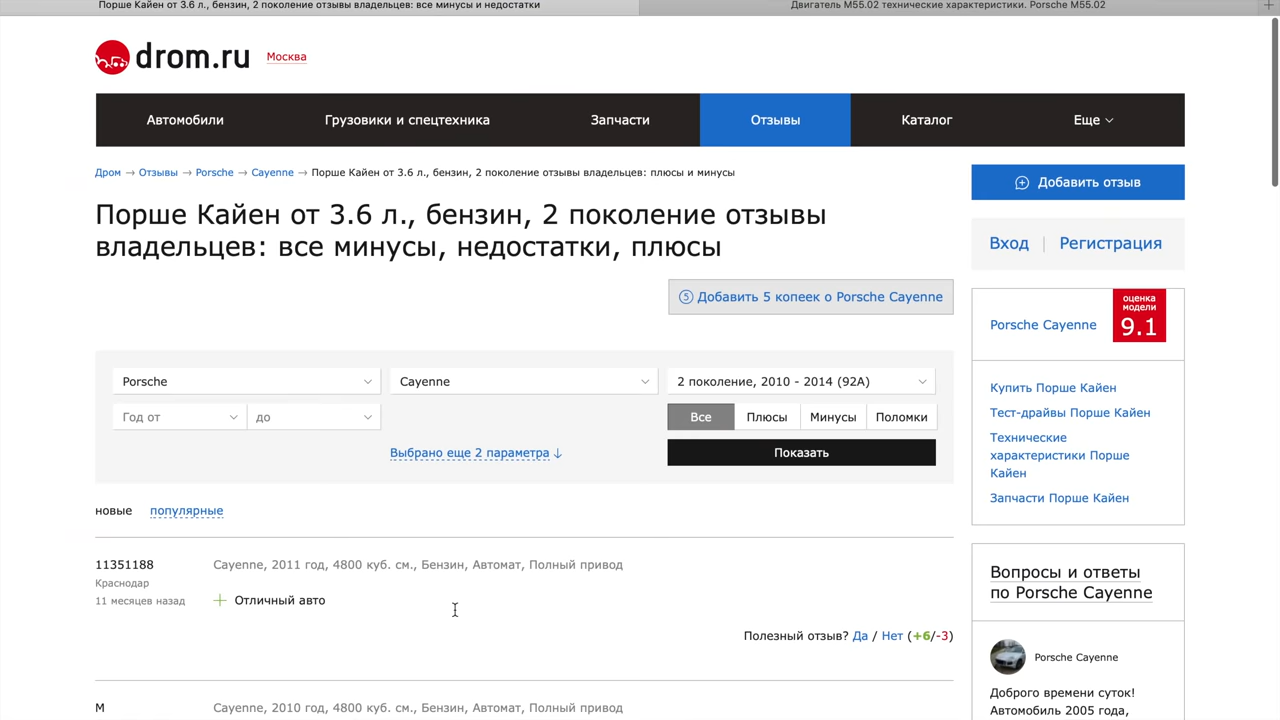 Порше Кайен от 3.6 л., бензин, 2 поколение отзывы владельцев: все минусы и недостатки
Двигатель M55.02 технические характеристики. Porsche M55.02
drom.ru
Москва
Автомобили
Грузовики и спецтехника
Запчасти
Отзывы
Каталог
Еще
Дром → Отзывы → Porsche → Cayenne → Порше Кайен от 3.6 л., бензин, 2 поколение отзывы владельцев: плюсы и минусы
Порше Кайен от 3.6 л., бензин, 2 поколение отзывы
владельцев: все минусы, недостатки, плюсы
5 Добавить 5 копеек о Porsche Cayenne
Porsche
Cayenne
2 поколение, 2010 - 2014 (92A)
Год от
до
Все
Плюсы
Минусы
Поломки
Выбрано еще 2 параметра ↓
Показать
новые
популярные
11351188
Краснодар
11 месяцев назад
Cayenne, 2011 год, 4800 куб. см., Бензин, Автомат, Полный привод
Отличный авто
Полезный отзыв? Да / Нет (+6/-3)
М
Cayenne, 2010 год, 4800 куб. см., Бензин, Автомат, Полный привод
Добавить отзыв
Вход
Регистрация
Porsche Cayenne
оценка
модели
9.1
Купить Порше Кайен
Тест-драйвы Порше Кайен
Технические
характеристики Порше
Кайен
Запчасти Порше Кайен
Вопросы и ответы
по Porsche Cayenne
Porsche Cayenne
Доброго времени суток!
Автомобиль 2005 года,